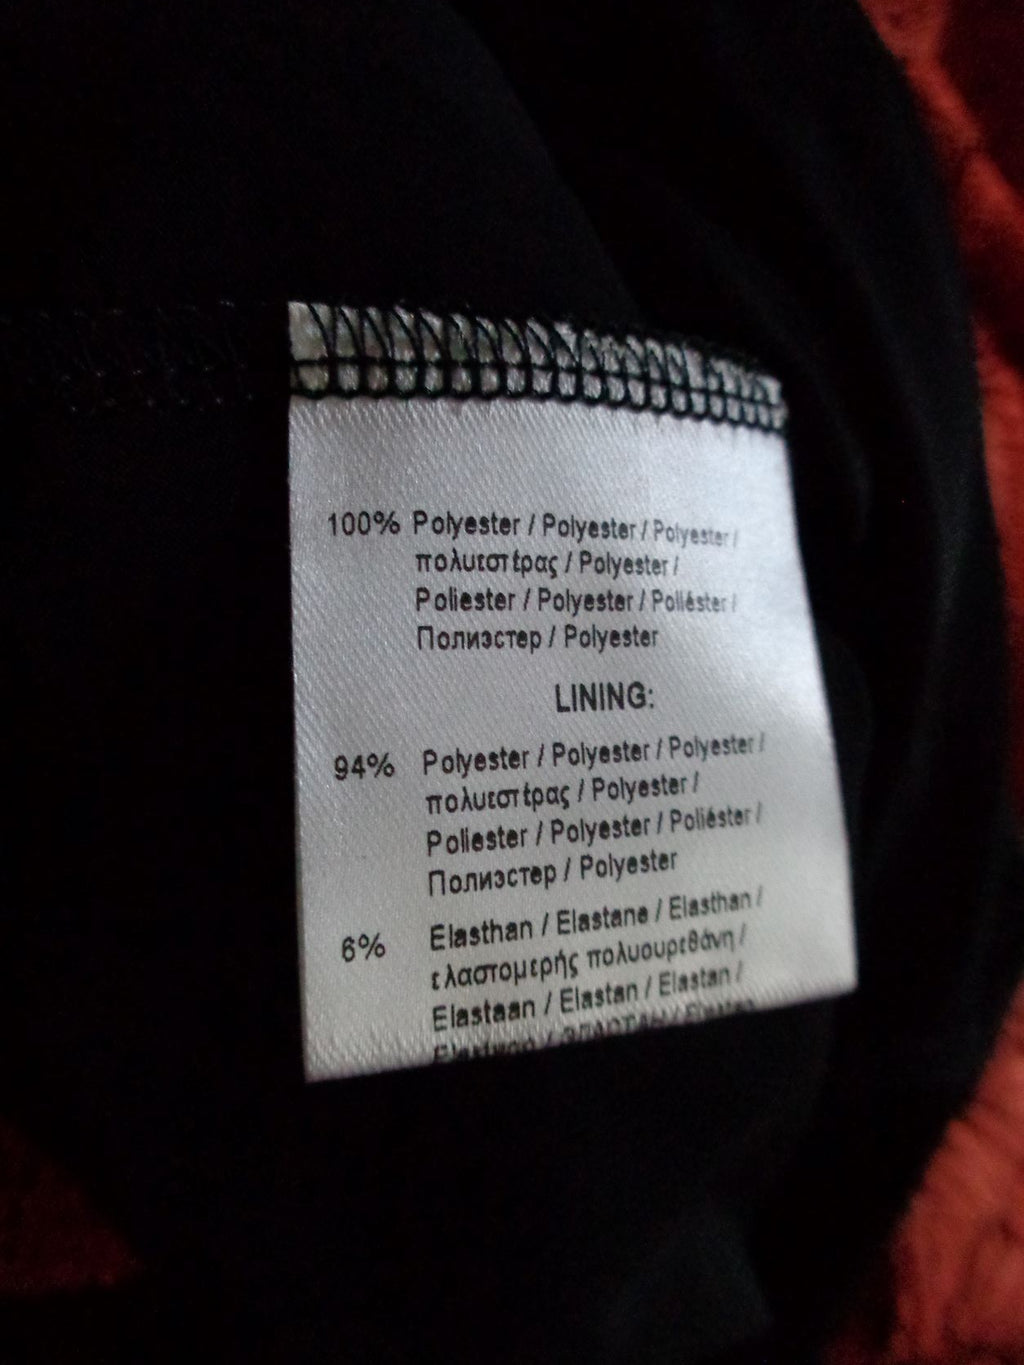 100% Polyester / Polyester / Polyester /
πολυεστέρας / Polyester /
Poliester / Polyester / Poliéster /
Полиэстер / Polyester
LINING:
94% Polyester / Polyester / Polyester /
πολυεστέρας / Polyester /
Poliester / Polyester / Poliéster /
Полиэстер / Polyester
6% Elasthan / Elastane / Elasthan /
ελαστομερής πολυουρεθάνη /
Elastaan / Elastan / Elastan /